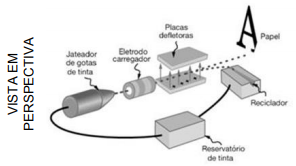 VISTA EM
PERSPECTIVA
Jateador
de gotas
de tinta
Eletrodo
carregador
Placas
defletoras
A
Papel
Reciclador
Reservatório
de tinta